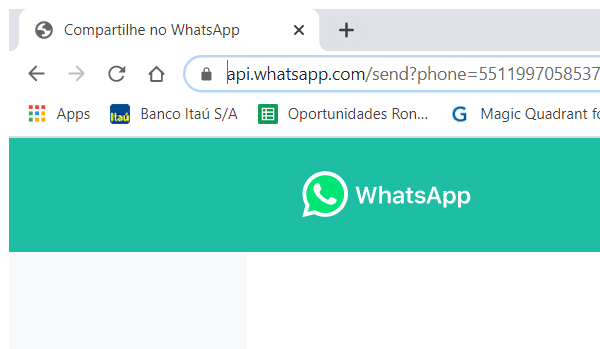 Compartilhe no WhatsApp
api.whatsapp.com/send?phone=5511997058537
Apps Banco Itaú S/A Oportunidades Ron... Magic Quadrant fo
WhatsApp